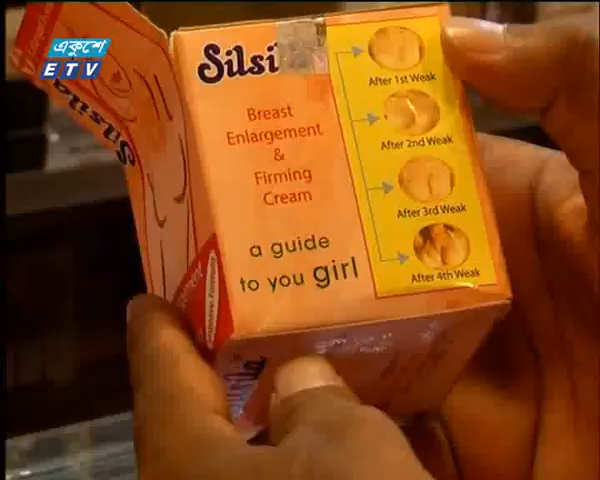 একুশে
ETV
Silsi
Breast
Enlargement
&
Firming
Cream
a guide
to you girl
After 1st Weak
After 2nd Weak
After 3rd Weak
After 4th Weak
Silsila